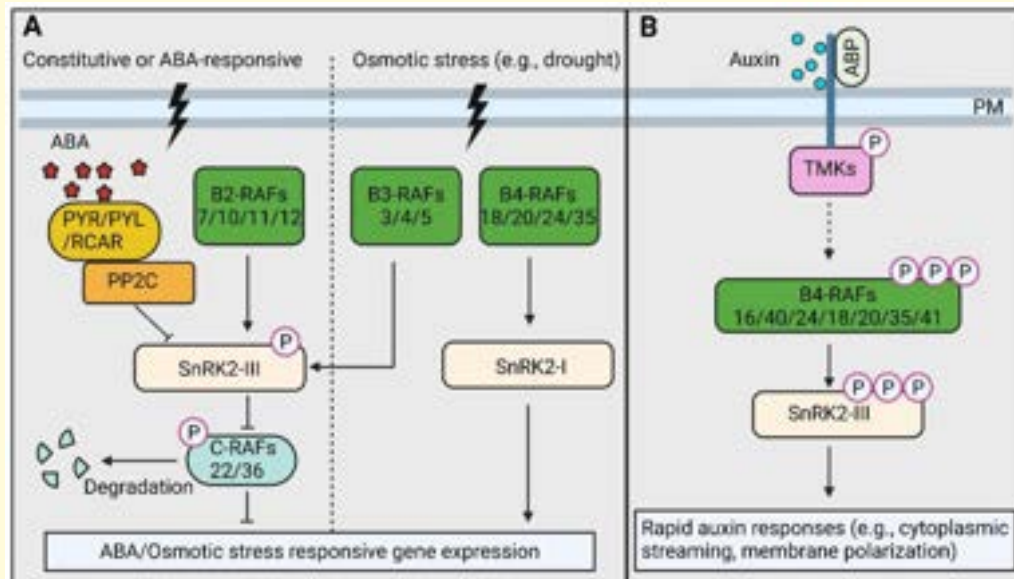 A
Constitutive or ABA-responsive
Osmotic stress (e.g., drought)
ABA
PYR/PYL
/RCAR
PP2C
B2-RAFs
7/10/11/12
B3-RAFs
3/4/5
B4-RAFs
18/20/24/35
P
SnRK2-III
SnRK2-I
P
C-RAFs
22/36
Degradation
ABA/Osmotic stress responsive gene expression
B
Auxin
ABP
PM
P
TMKs
P P P
B4-RAFs
16/40/24/18/20/35/41
P P P
SnRK2-III
Rapid auxin responses (e.g., cytoplasmic
streaming, membrane polarization)